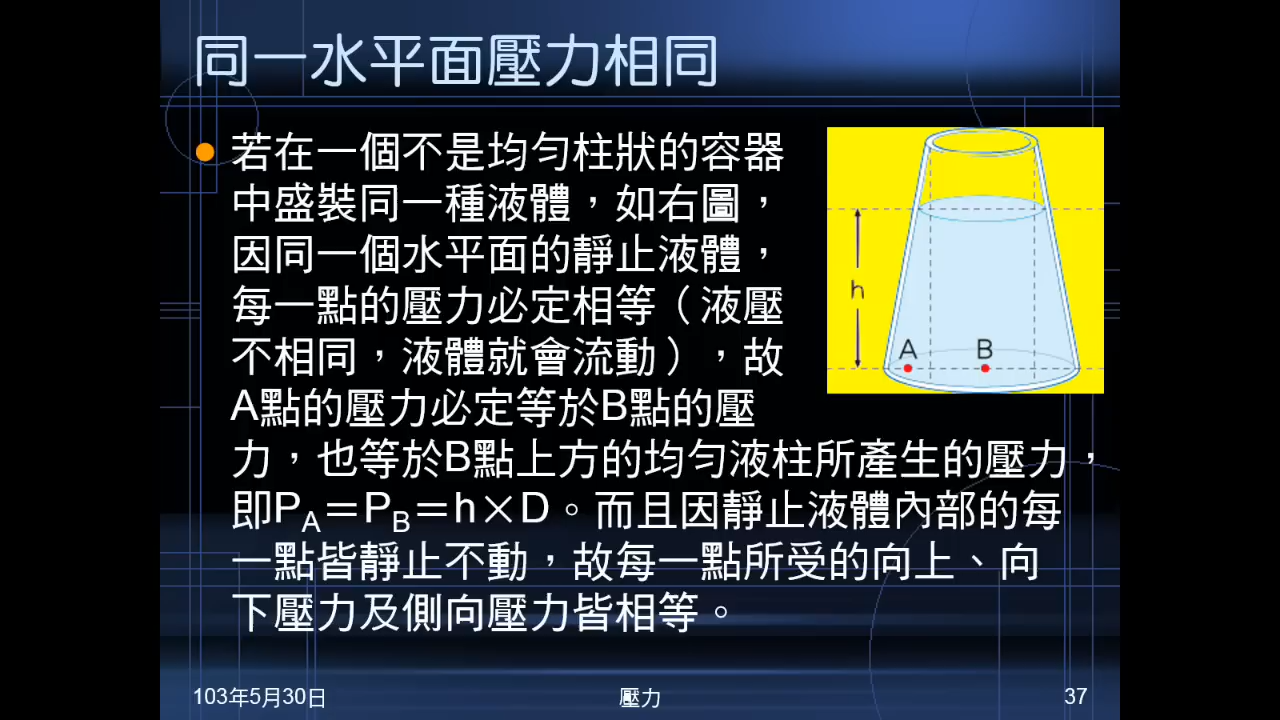 同一水平面壓力相同
若在一個不是均勻柱狀的容器
中盛裝同一種液體，如右圖，
因同一個水平面的靜止液體，
每一點的壓力必定相等（液壓
不相同，液體就會流動），故
A點的壓力必定等於B點的壓
力，也等於B點上方的均勻液柱所產生的壓力，
即PA＝PB＝h×D。而且因靜止液體內部的每
一點皆靜止不動，故每一點所受的向上、向
下壓力及側向壓力皆相等。
h
A B
103年5月30日 壓力 37